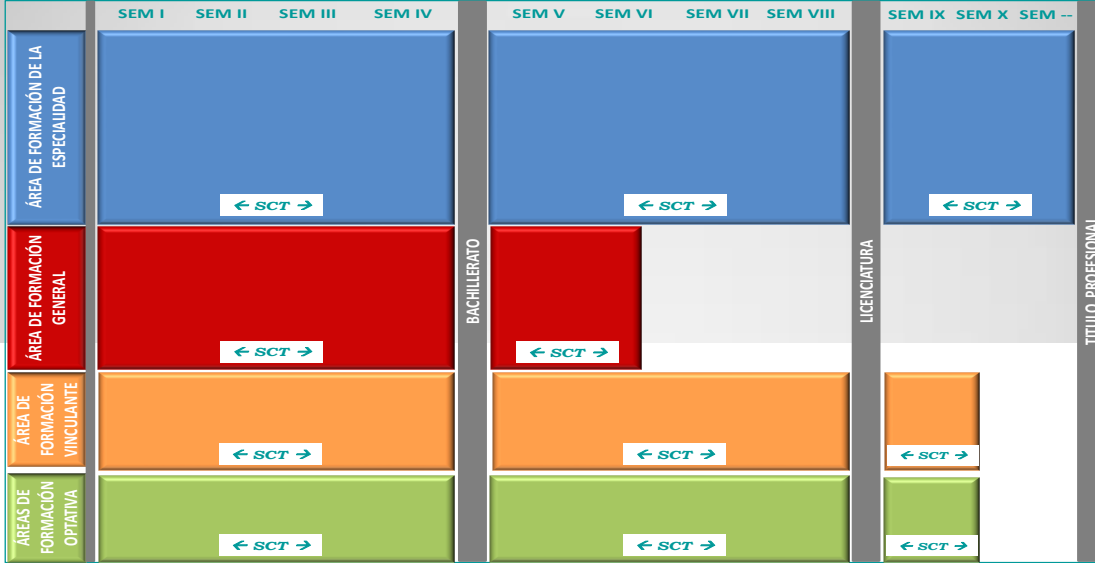 SEM I SEM II SEM III SEM IV SEM V SEM VI SEM VII SEM VIII SEM IX SEM X SEM --
ÁREA DE FORMACIÓN DE LA
ESPECIALIDAD
← SCT → ← SCT → ← SCT →
ÁREA DE FORMACIÓN
GENERAL
← SCT → ← SCT →
ÁREA DE
FORMACIÓN
VINCULANTE
← SCT → ← SCT → ← SCT →
ÁREAS DE
FORMACIÓN
OPTATIVA
← SCT → ← SCT → ← SCT →
BACHILLERATO
LICENCIATURA
TITULO PROFESIONAL